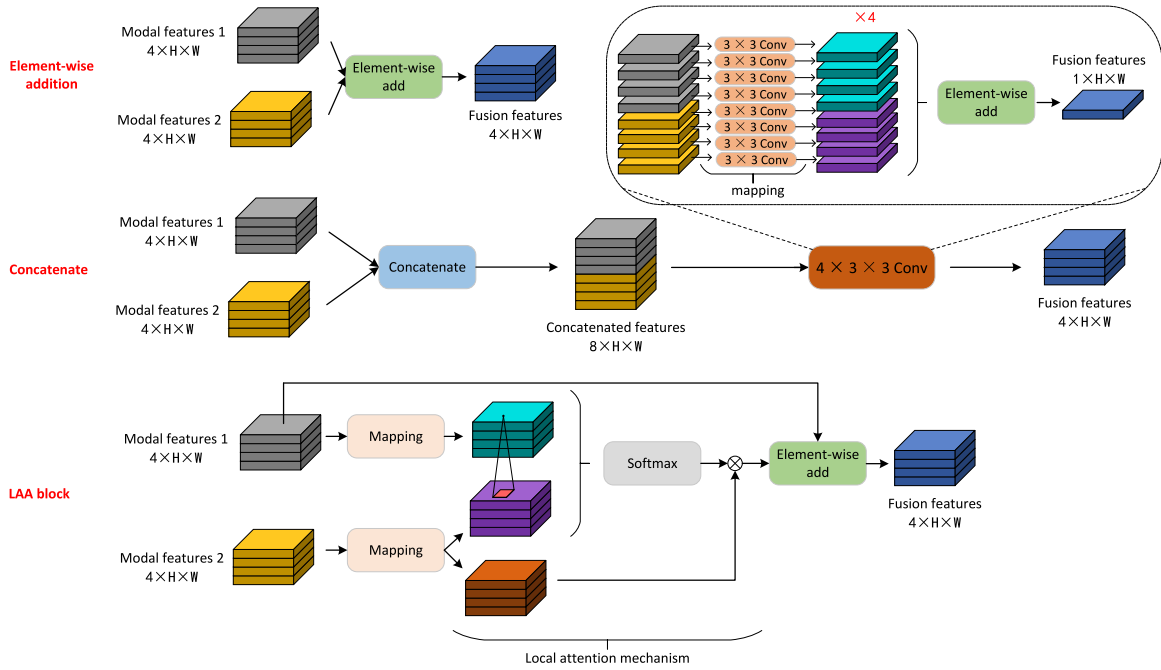 Element-wise
addition
Modal features 1
4×H×W
Modal features 2
4×H×W
Element-wise
add
Fusion features
4×H×W
×4
3 × 3 Conv
3 × 3 Conv
3 × 3 Conv
3 × 3 Conv
3 × 3 Conv
3 × 3 Conv
3 × 3 Conv
3 × 3 Conv
mapping
Element-wise
add
Fusion features
1×H×W
Concatenate
Modal features 1
4×H×W
Modal features 2
4×H×W
Concatenate
Concatenated features
8×H×W
4 × 3 × 3 Conv
Fusion features
4×H×W
LAA block
Modal features 1
4×H×W
Modal features 2
4×H×W
Mapping
Mapping
Softmax
Element-wise
add
Fusion features
4×H×W
Local attention mechanism